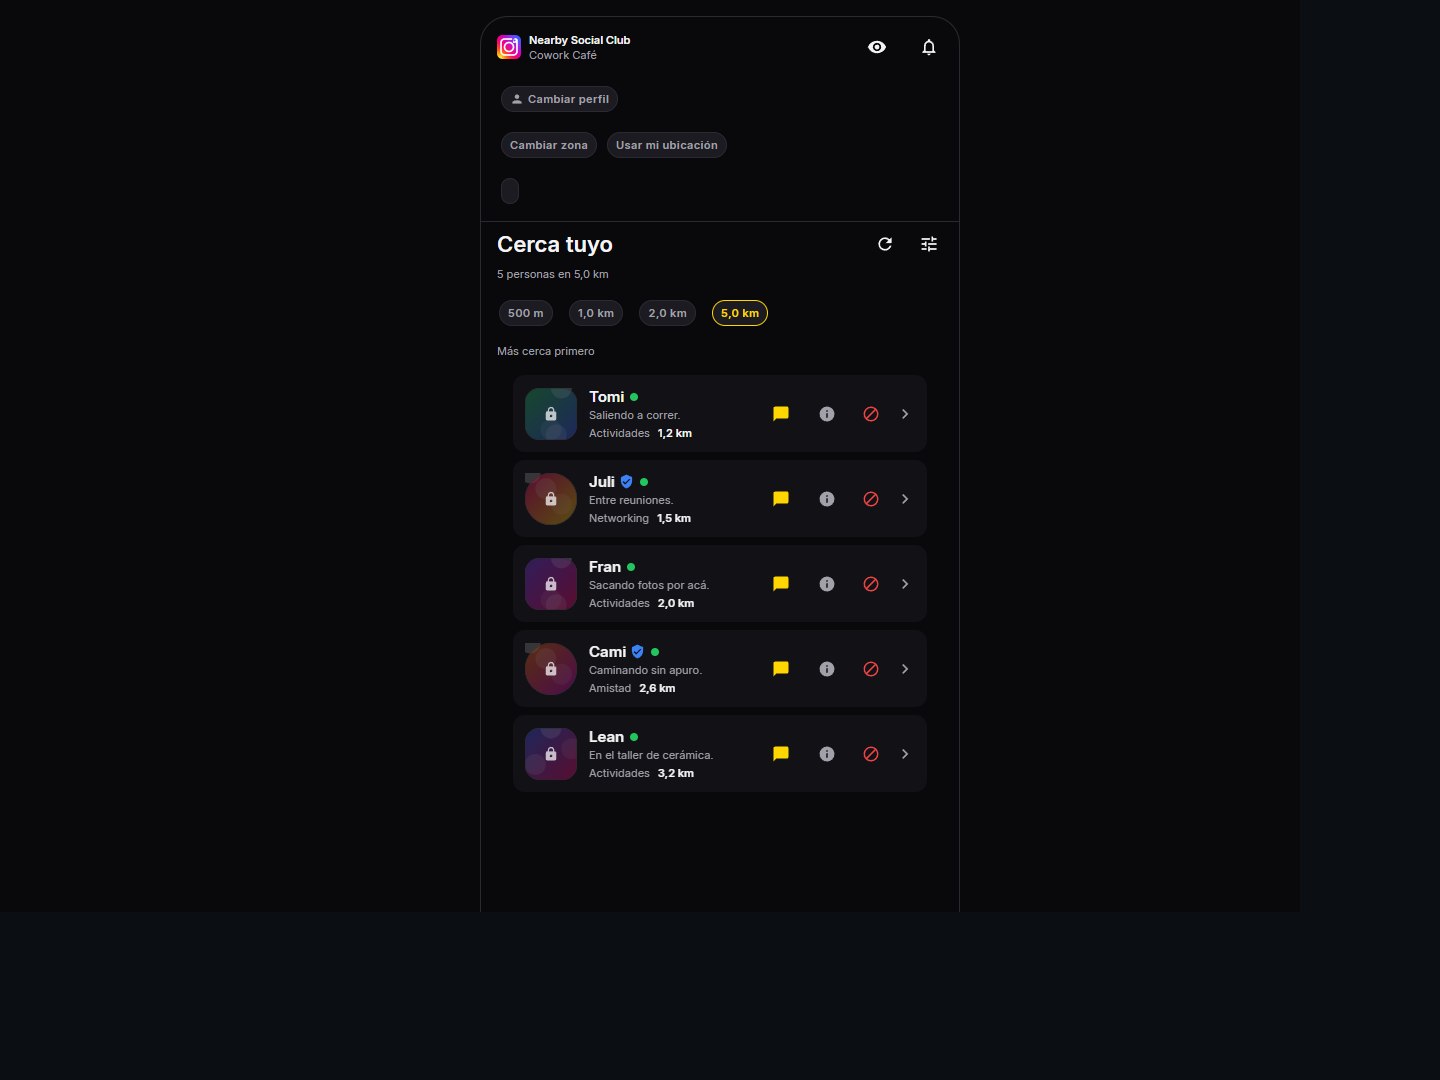 Nearby Social Club
Cowork Café
Cambiar perfil
Cambiar zona
Usar mi ubicación
Cerca tuyo
5 personas en 5,0 km
500 m
1,0 km
2,0 km
5,0 km
Más cerca primero
Tomi
Saliendo a correr.
Actividades 1,2 km
Juli
Entre reuniones.
Networking 1,5 km
Fran
Sacando fotos por acá.
Actividades 2,0 km
Cami
Caminando sin apuro.
Amistad 2,6 km
Lean
En el taller de cerámica.
Actividades 3,2 km